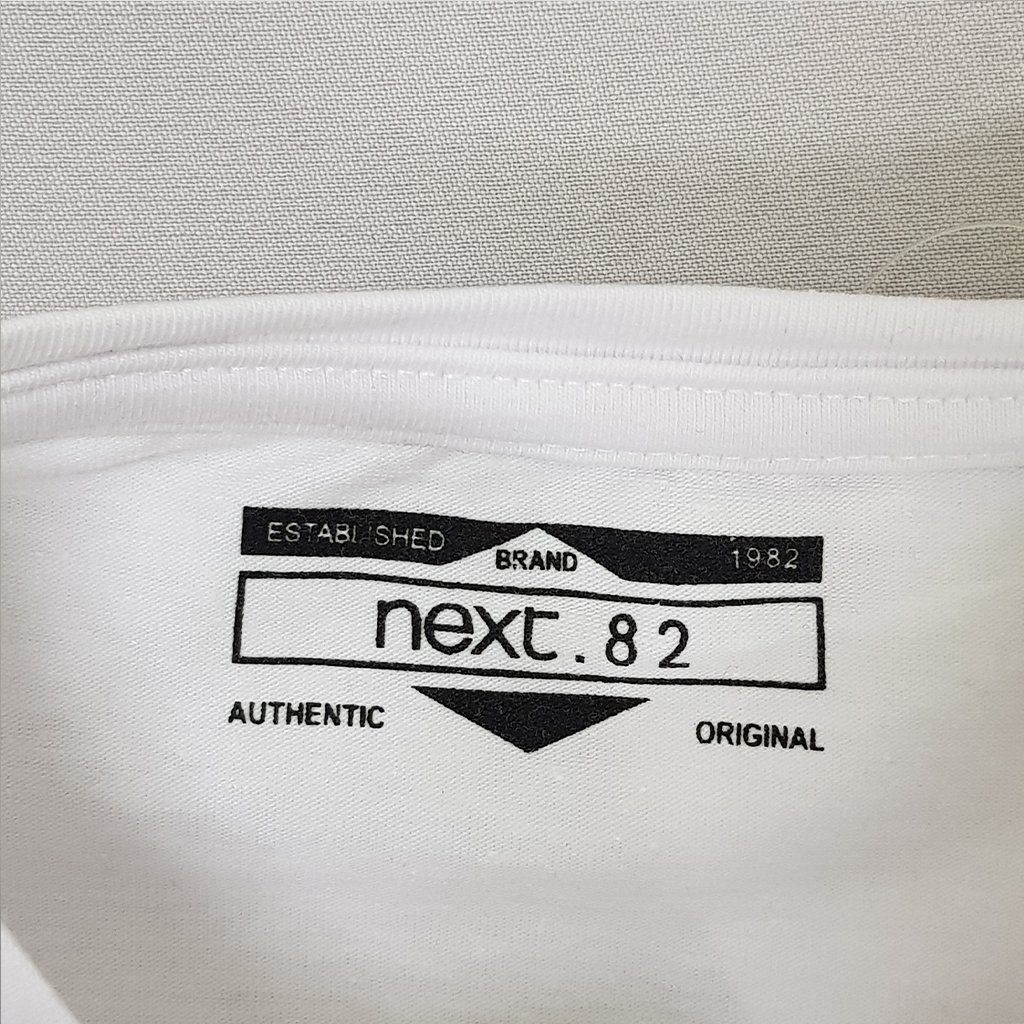 ESTABLISHED BRAND 1982
next.82
AUTHENTIC ORIGINAL